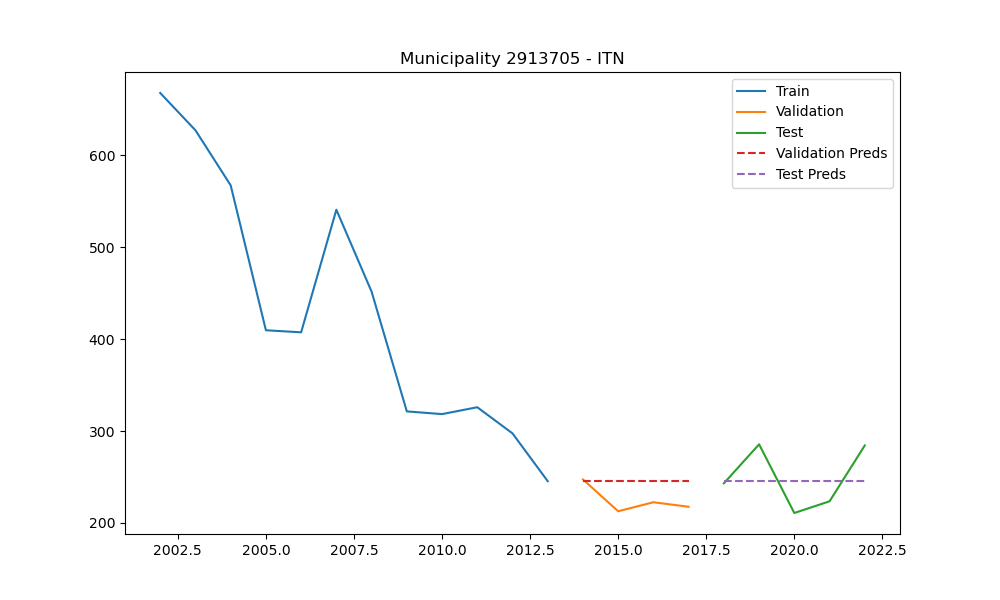 Municipality 2913705 - ITN
Train
Validation
Test
Validation Preds
Test Preds
600
500
400
300
200
2002.5 2005.0 2007.5 2010.0 2012.5 2015.0 2017.5 2020.0 2022.5